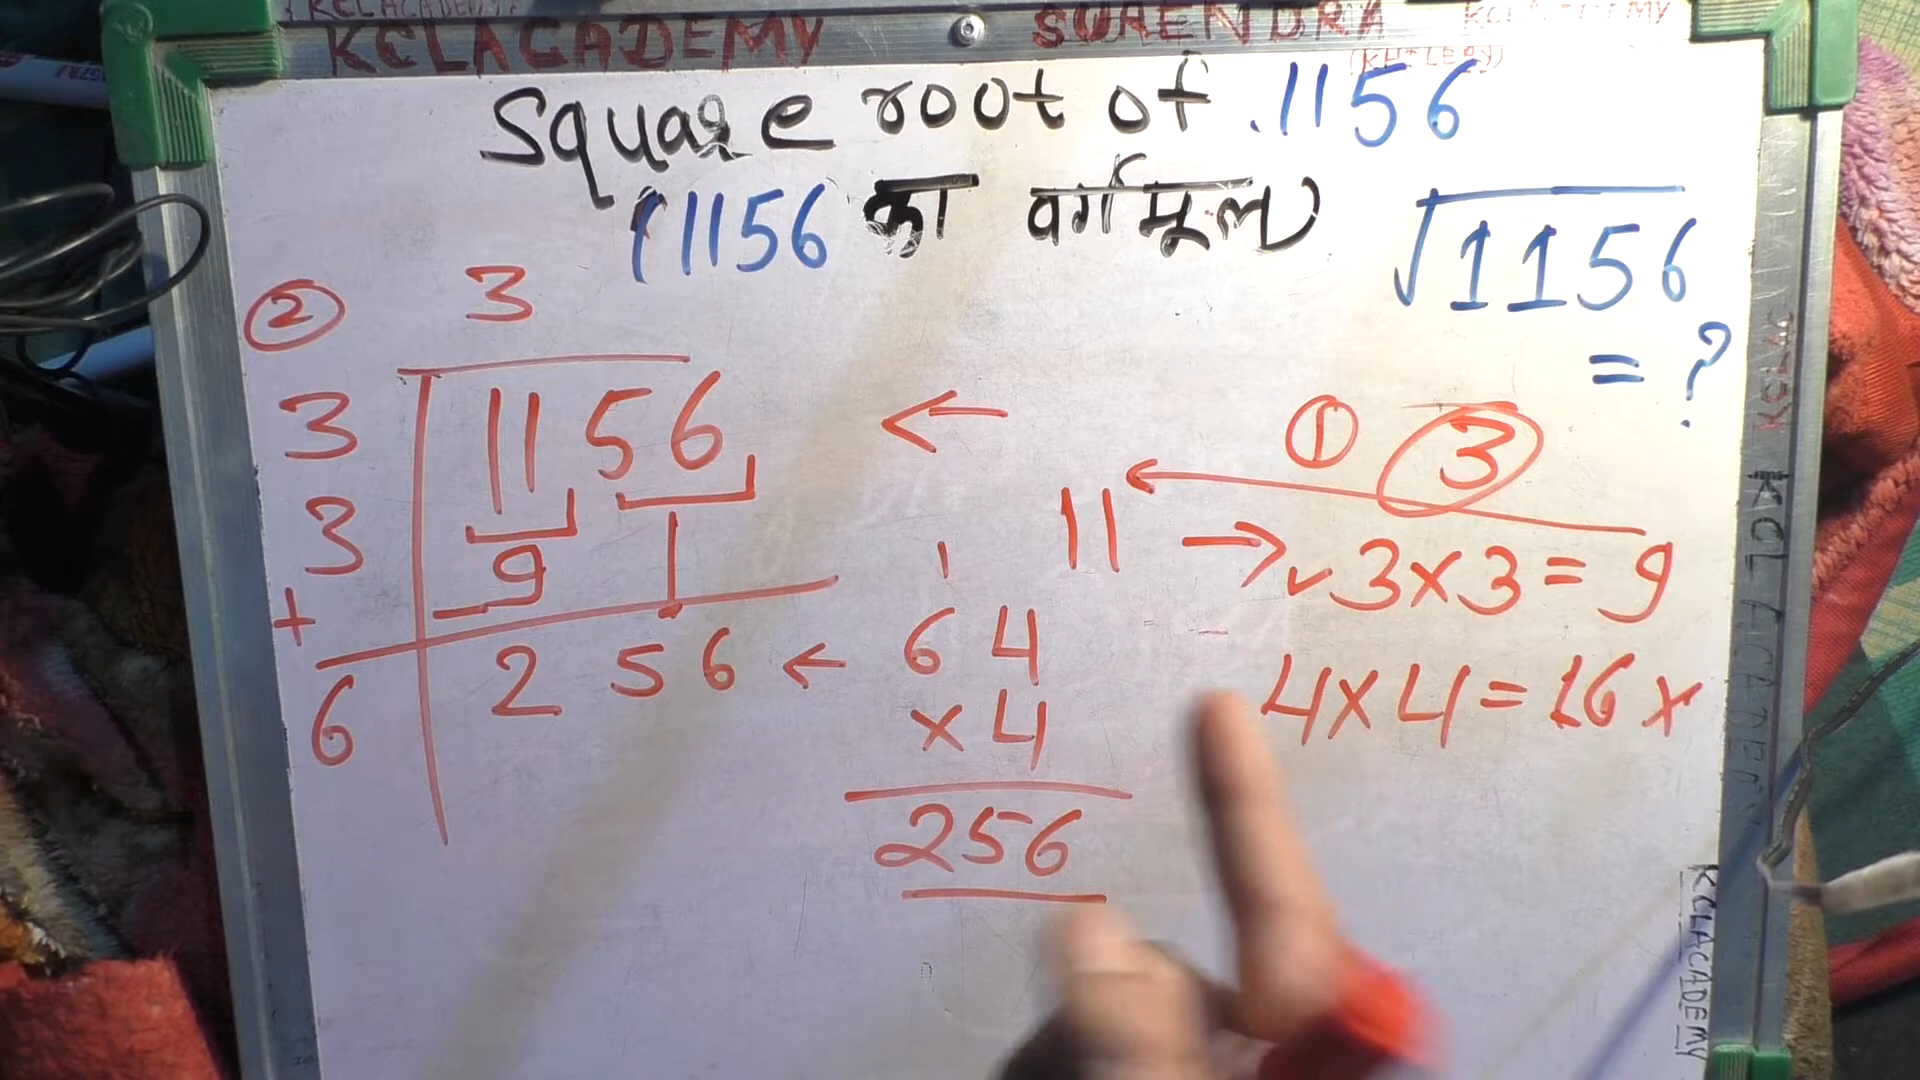 KCLACADEMY SURENDRA KCLACADEMY
Square root of .1156
1156 का वर्गमूल √1156
= ?
② 3
3 1156 ← ① 3
3 9 11 → ✓ 3×3 = 9
+
6 256 ← 64
× 4
256
4×4 = 16 ×
KCLACADEMY